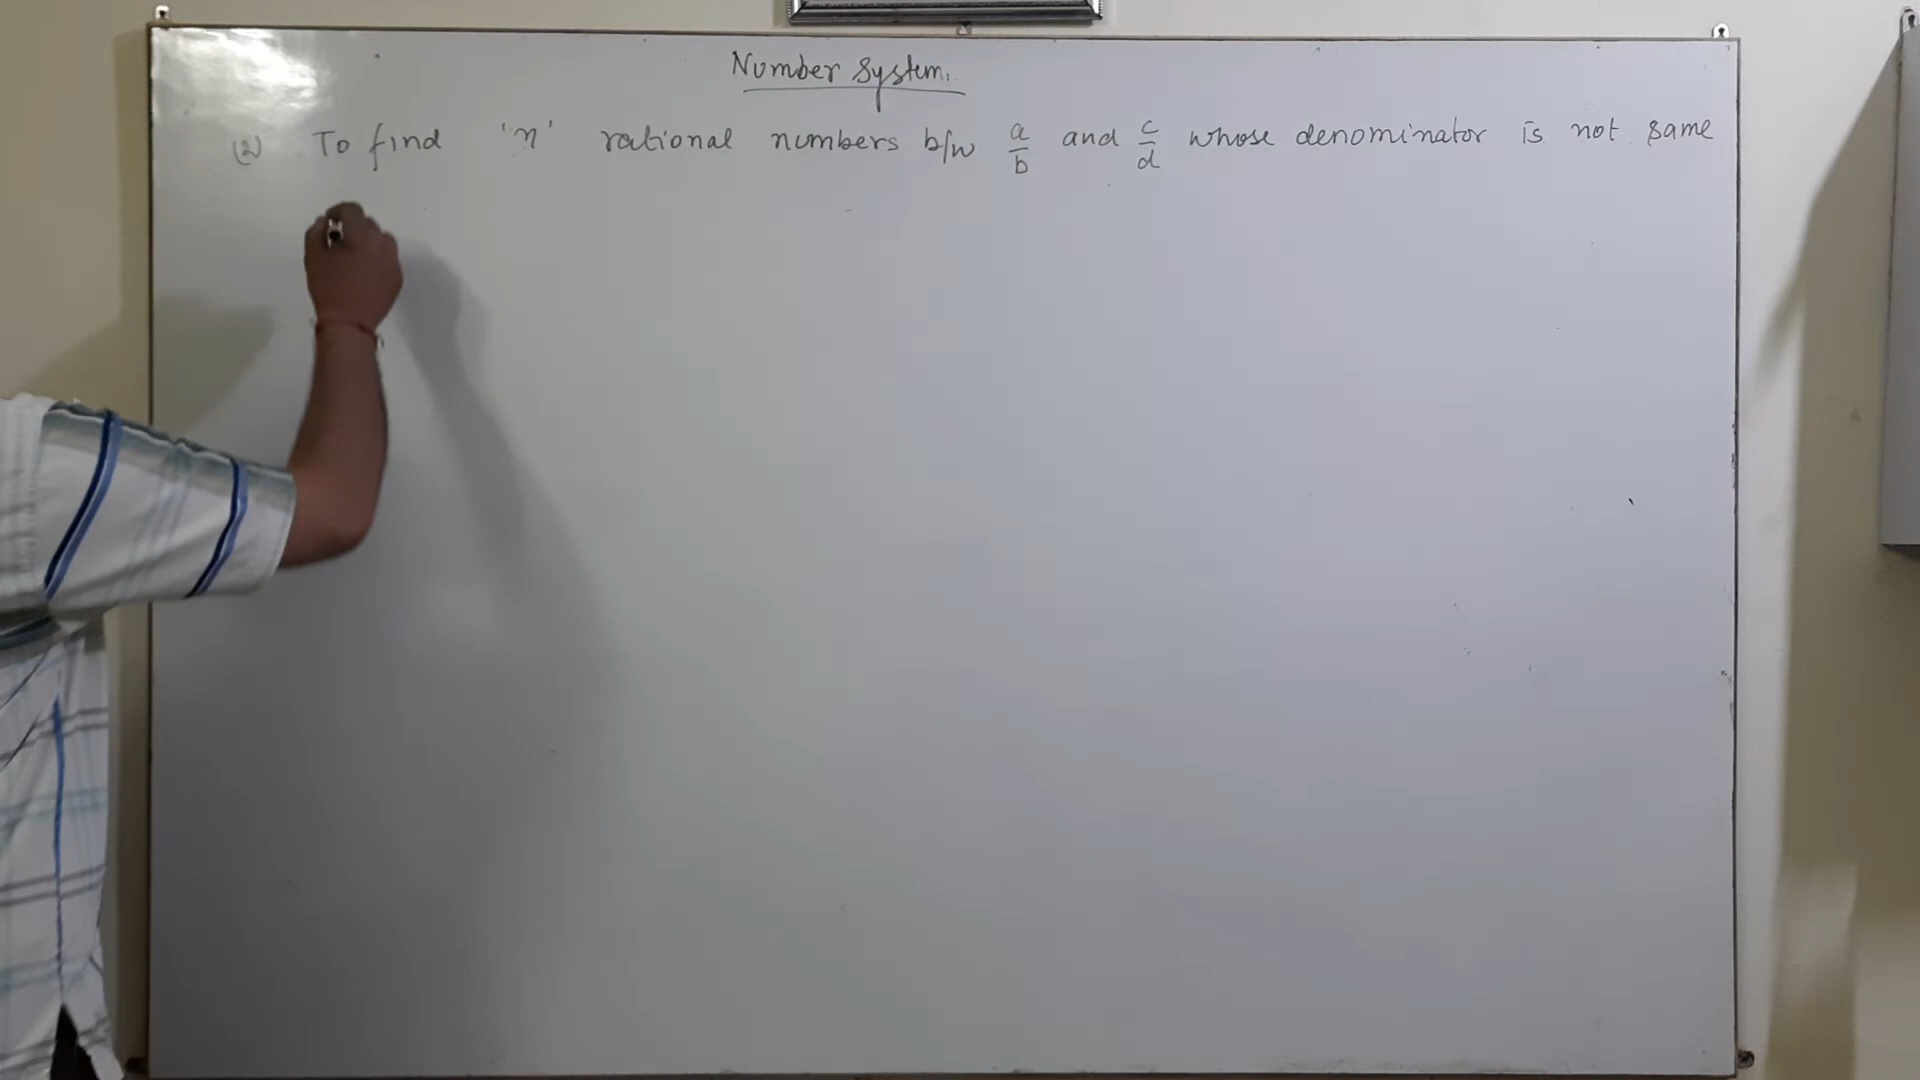 Number System.
(2) To find 'n' rational numbers b/w a/b and c/d whose denominator is not same